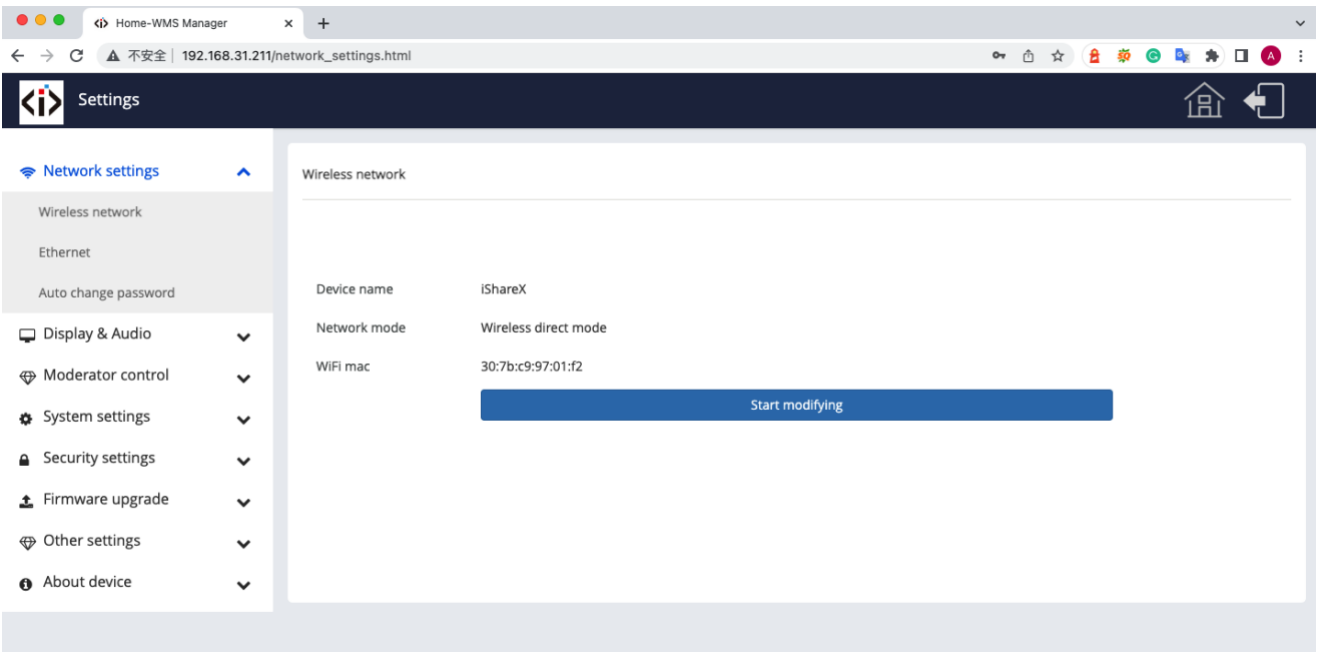 Home-WMS Manager
不安全 192.168.31.211/network_settings.html
A
Settings
Network settings
Wireless network
Ethernet
Auto change password
Display & Audio
Moderator control
System settings
Security settings
Firmware upgrade
Other settings
About device
Wireless network
Device name iShareX
Network mode Wireless direct mode
WiFi mac 30:7b:c9:97:01:f2
Start modifying